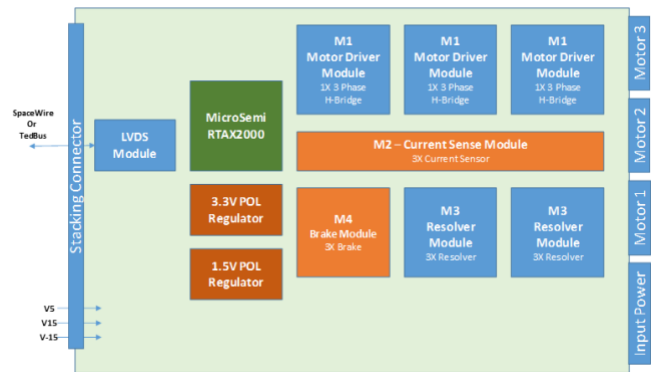 SpaceWire
Or
TedBus
V5
V15
V-15
Stacking Connector
LVDS
Module
MicroSemi
RTAX2000
3.3V POL
Regulator
1.5V POL
Regulator
M1
Motor Driver
Module
1X 3 Phase
H-Bridge
M1
Motor Driver
Module
1X 3 Phase
H-Bridge
M1
Motor Driver
Module
1X 3 Phase
H-Bridge
M2 – Current Sense Module
3X Current Sensor
M4
Brake Module
3X Brake
M3
Resolver
Module
3X Resolver
M3
Resolver
Module
3X Resolver
Motor 3
Motor 2
Motor 1
Input Power